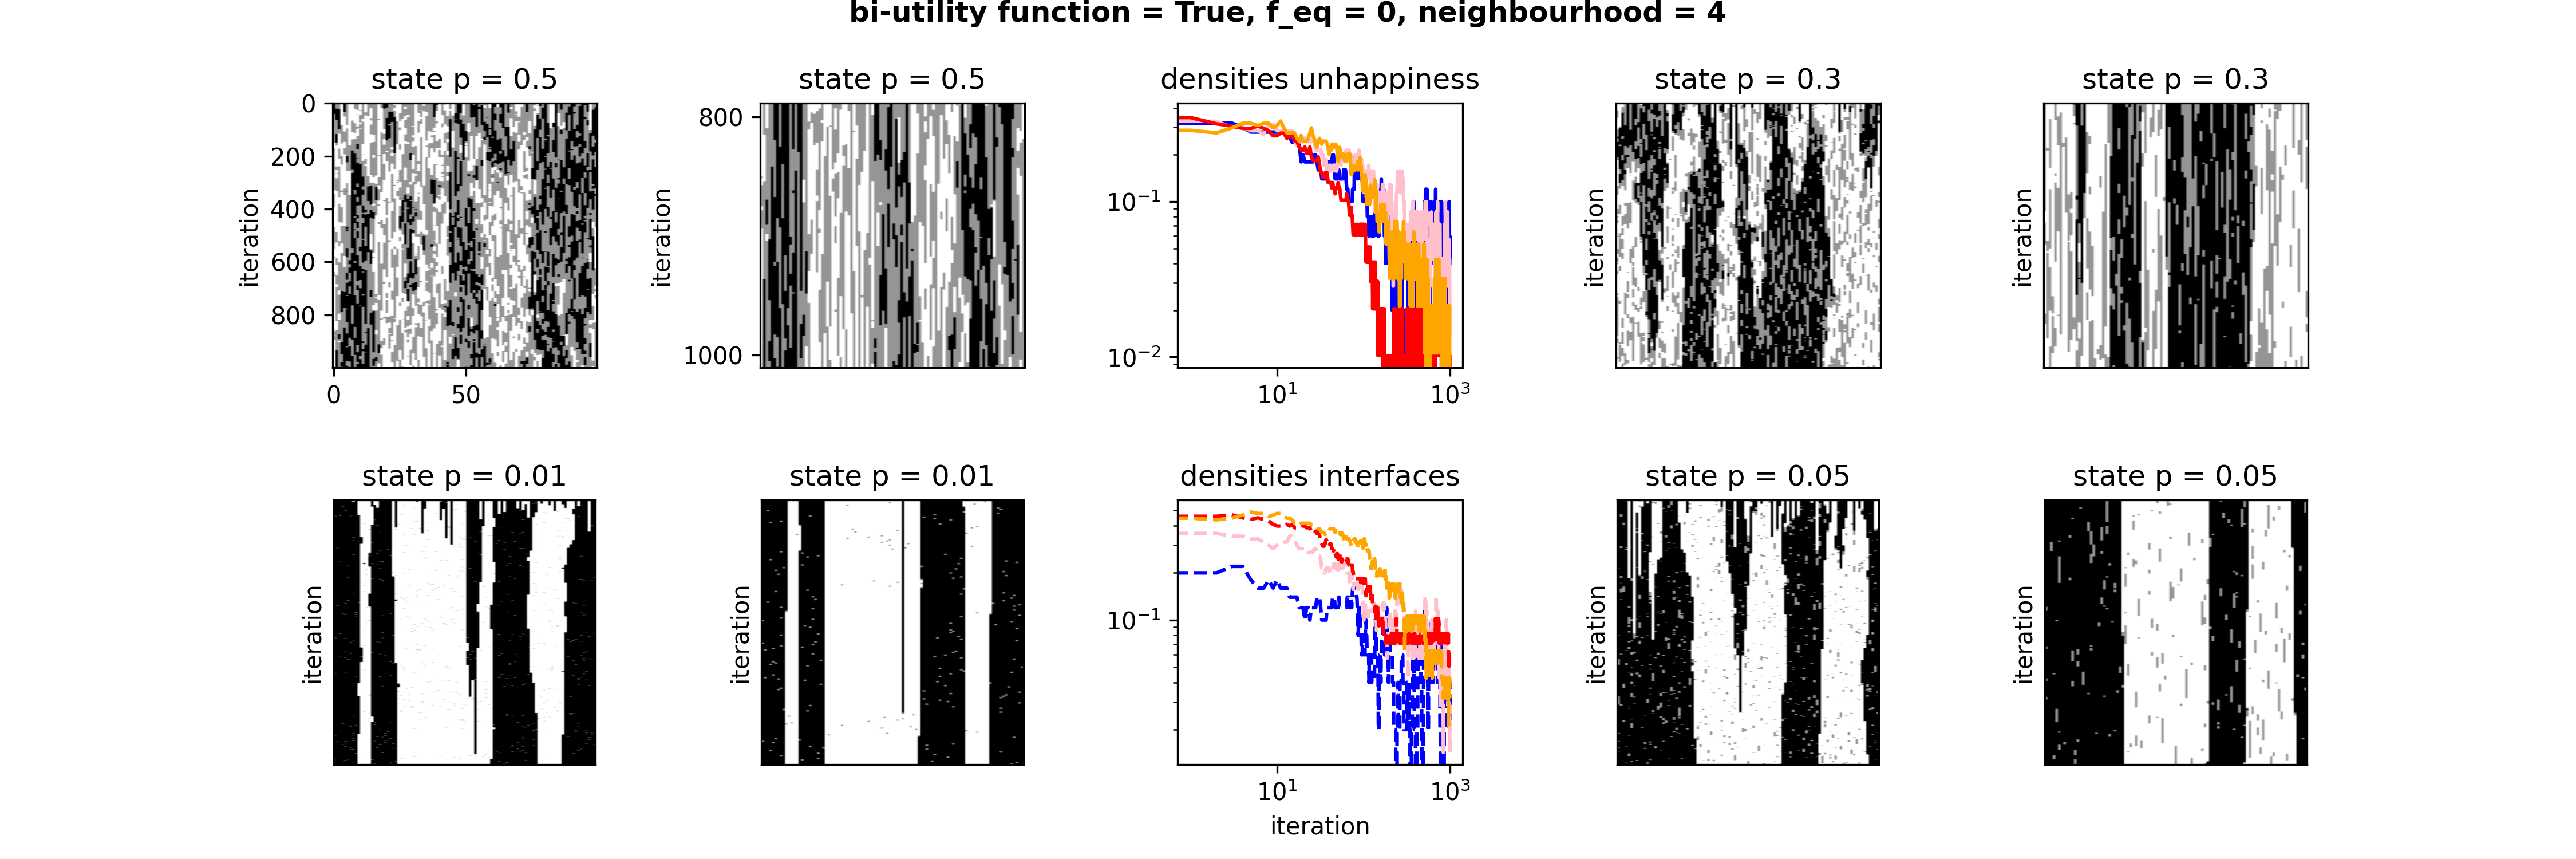 bi-utility function = True, f_eq = 0, neighbourhood = 4
state p = 0.5
state p = 0.5
densities unhappiness
state p = 0.3
state p = 0.3
iteration
0
200
400
600
800
0
50
iteration
800
1000
10^-1
10^-2
10^1
10^3
iteration
iteration
state p = 0.01
state p = 0.01
densities interfaces
state p = 0.05
state p = 0.05
iteration
iteration
10^-1
10^1
10^3
iteration
iteration
iteration